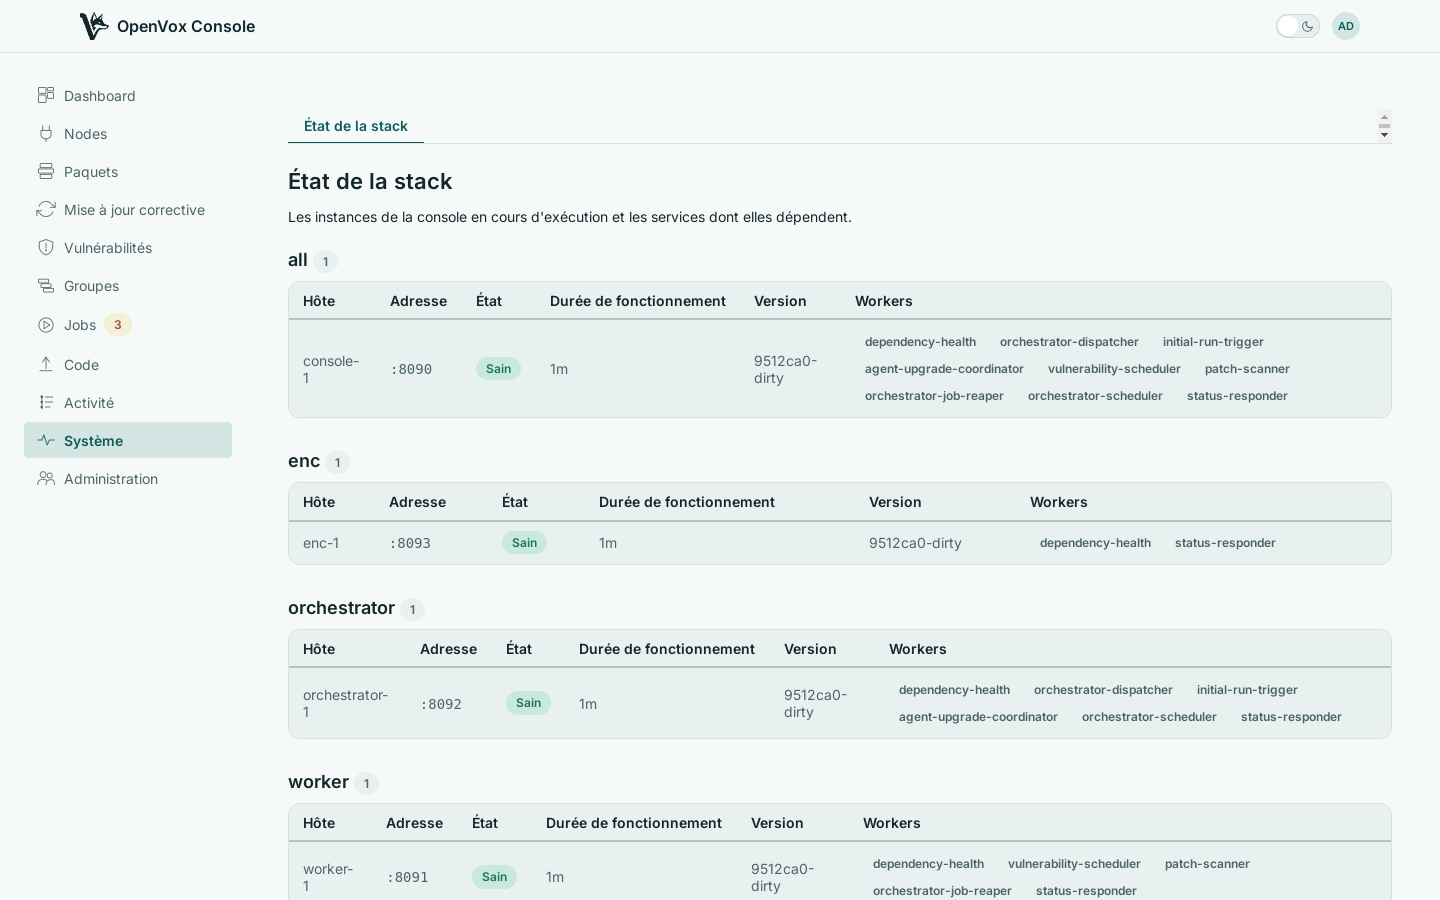 OpenVox Console
AD
Dashboard
Nodes
Paquets
Mise à jour corrective
Vulnérabilités
Groupes
Jobs 3
Code
Activité
Système
Administration
État de la stack
État de la stack
Les instances de la console en cours d'exécution et les services dont elles dépendent.
all 1
Hôte Adresse État Durée de fonctionnement Version Workers
console-1 :8090 Sain 1m 9512ca0-dirty
dependency-health orchestrator-dispatcher initial-run-trigger
agent-upgrade-coordinator vulnerability-scheduler patch-scanner
orchestrator-job-reaper orchestrator-scheduler status-responder
enc 1
Hôte Adresse État Durée de fonctionnement Version Workers
enc-1 :8093 Sain 1m 9512ca0-dirty dependency-health status-responder
orchestrator 1
Hôte Adresse État Durée de fonctionnement Version Workers
orchestrator-1 :8092 Sain 1m 9512ca0-dirty
dependency-health orchestrator-dispatcher initial-run-trigger
agent-upgrade-coordinator orchestrator-scheduler status-responder
worker 1
Hôte Adresse État Durée de fonctionnement Version Workers
worker-1 :8091 Sain 1m 9512ca0-dirty
dependency-health vulnerability-scheduler patch-scanner
orchestrator-job-reaper status-responder